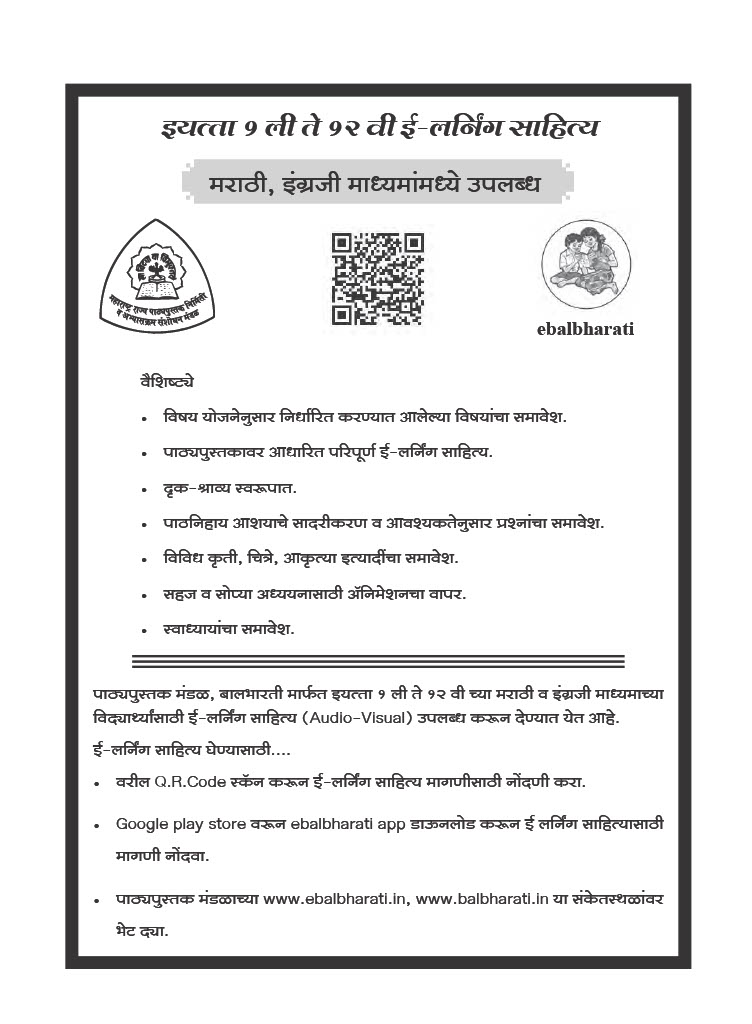 इयत्ता १ ली ते १२ वी ई-लर्निंग साहित्य
मराठी, इंग्रजी माध्यमांमध्ये उपलब्ध
महाराष्ट्र राज्य पाठ्यपुस्तक निर्मिती
व अभ्यासक्रम संशोधन मंडळ
ebalbharati
वैशिष्ट्ये
• विषय योजनेनुसार निर्धारित करण्यात आलेल्या विषयांचा समावेश.
• पाठ्यपुस्तकावर आधारित परिपूर्ण ई-लर्निंग साहित्य.
• दृक-श्राव्य स्वरूपात.
• पाठनिहाय आशयाचे सादरीकरण व आवश्यकतेनुसार प्रश्नांचा समावेश.
• विविध कृती, चित्रे, आकृत्या इत्यादींचा समावेश.
• सहज व सोप्या अध्ययनासाठी ॲनिमेशनचा वापर.
• स्वाध्यायांचा समावेश.
पाठ्यपुस्तक मंडळ, बालभारती मार्फत इयत्ता १ ली ते १२ वी च्या मराठी व इंग्रजी माध्यमाच्या
विद्यार्थ्यांसाठी ई-लर्निंग साहित्य (Audio-Visual) उपलब्ध करून देण्यात येत आहे.
ई-लर्निंग साहित्य घेण्यासाठी....
• वरील Q.R.Code स्कॅन करून ई-लर्निंग साहित्य मागणीसाठी नोंदणी करा.
• Google play store वरून ebalbharati app डाऊनलोड करून ई लर्निंग साहित्यासाठी
मागणी नोंदवा.
• पाठ्यपुस्तक मंडळाच्या www.ebalbharati.in, www.balbharati.in या संकेतस्थळांवर
भेट द्या.